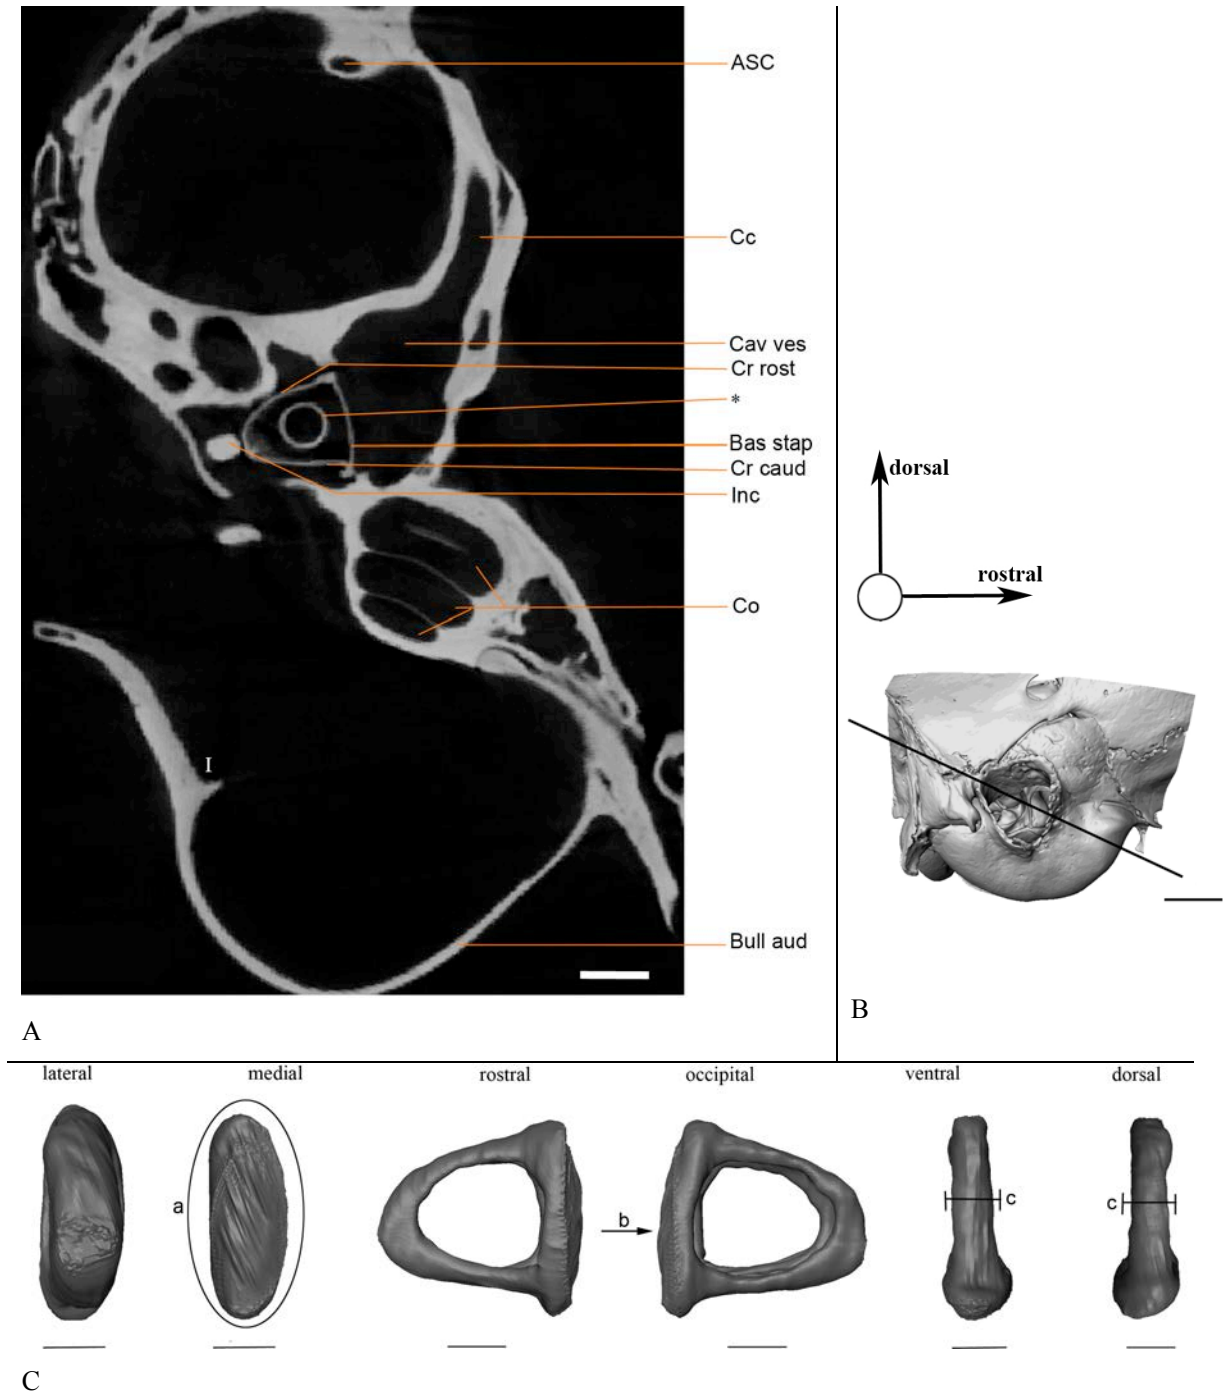 ASC
Cc
Cav ves
Cr rost
*
Bas stap
Cr caud
Inc
Co
I
Bull aud
A
dorsal
rostral
B
lateral medial rostral occipital ventral dorsal
a
b
c
c
C